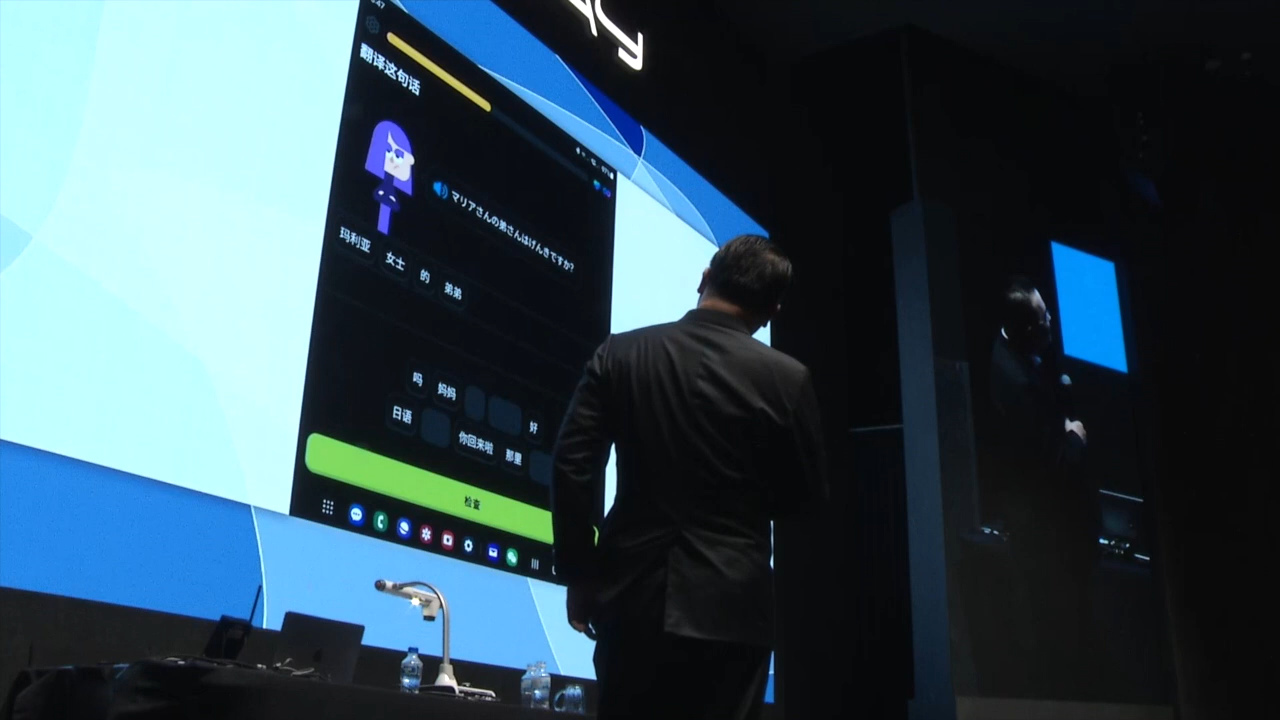 翻译这句话
マリアさんの弟さんはげんきですか?
玛利亚 女士 的 弟弟
吗 妈妈 好
日语 你回来啦 那里
检查